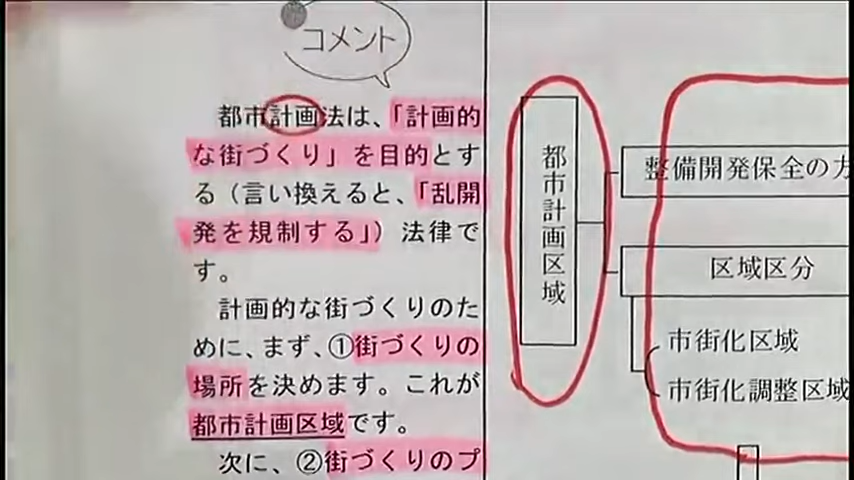 コメント
都市計画法は、「計画的
な街づくり」を目的とす
る（言い換えると、「乱開
発を規制する」）法律で
す。
計画的な街づくりのた
めに、まず、①街づくりの
場所を決めます。これが
都市計画区域です。
次に、②街づくりのプ
都市計画区域
整備開発保全の方
区域区分
市街化区域
市街化調整区域